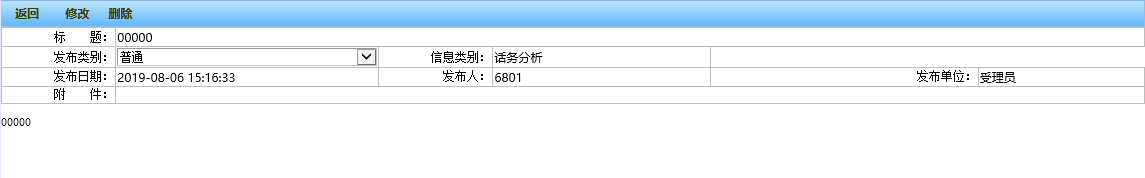 返回 修改 删除
标 题： 00000
发布类别： 普通 信息类别： 话务分析
发布日期： 2019-08-06 15:16:33 发布人： 6801 发布单位： 受理员
附 件：
00000